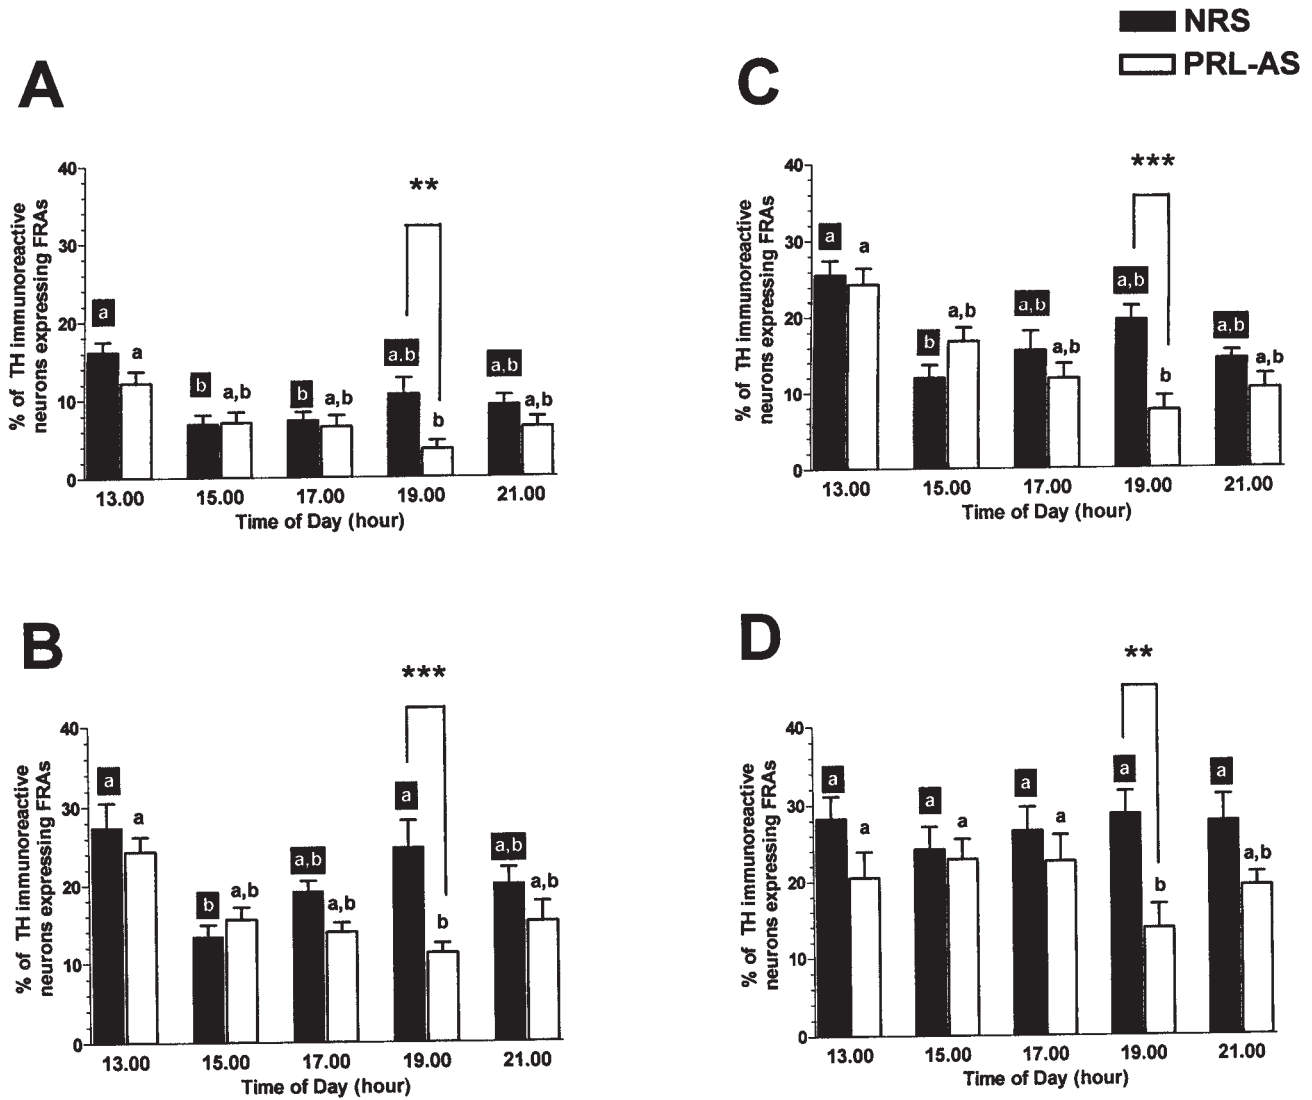 NRS
PRL-AS
A
% of TH immunoreactive
neurons expressing FRAs
40
30
20
10
0
**
a
a
b
a,b
b
a,b
a,b
b
a,b
a,b
13.00 15.00 17.00 19.00 21.00
Time of Day (hour)
C
% of TH immunoreactive
neurons expressing FRAs
40
30
20
10
0
***
a
a
b
a,b
a,b
a,b
a,b
b
a,b
a,b
13.00 15.00 17.00 19.00 21.00
Time of Day (hour)
B
% of TH immunoreactive
neurons expressing FRAs
40
30
20
10
0
***
a
a
b
a,b
a,b
a,b
a
b
a,b
a,b
13.00 15.00 17.00 19.00 21.00
Time of Day (hour)
D
% of TH immunoreactive
neurons expressing FRAs
40
30
20
10
0
**
a
a
a
a
a
a
a
b
a
a,b
13.00 15.00 17.00 19.00 21.00
Time of Day (hour)